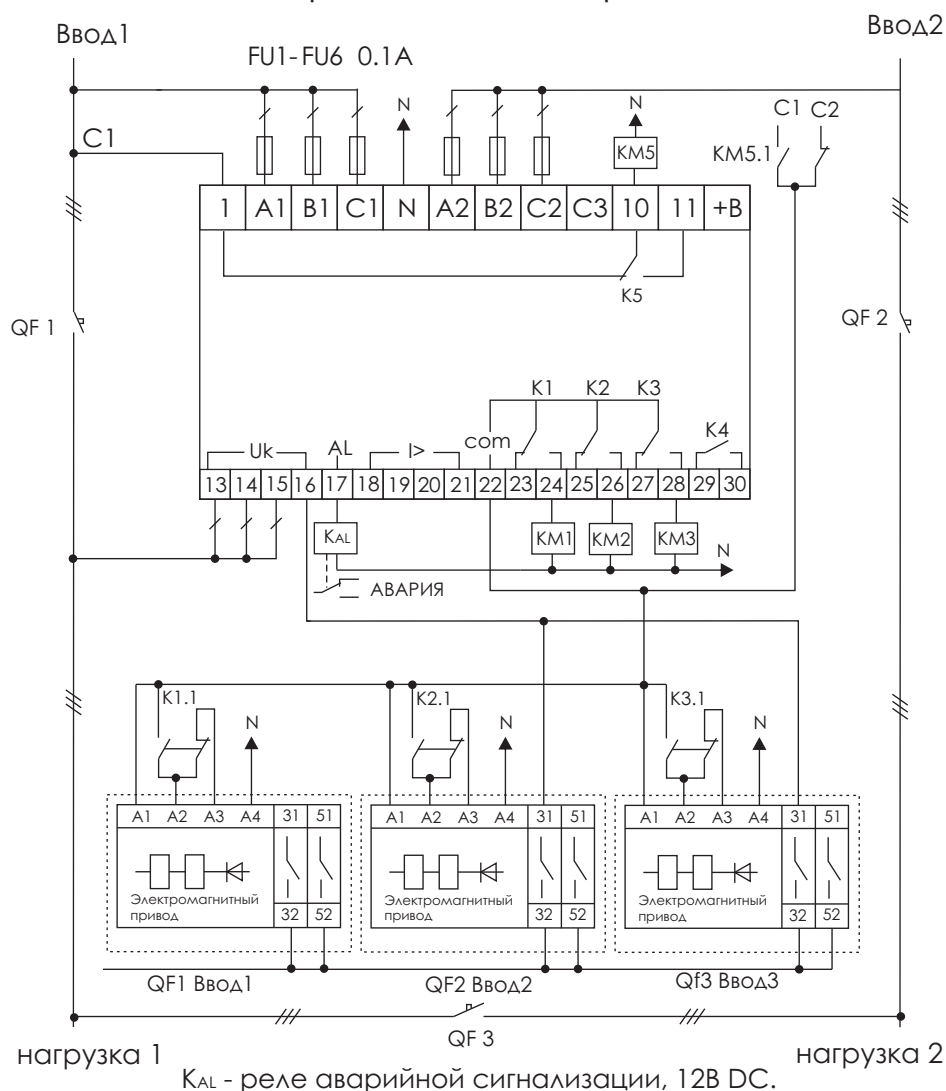 Ввод1
Ввод2
FU1-FU6 0.1A
N
N
C1 C2
C1
KM5
KM5.1
1 A1 B1 C1 N A2 B2 C2 C3 10 11 +B
K5
QF 1
QF 2
K1 K2 K3
Uk AL I> com K4
13 14 15 16 17 18 19 20 21 22 23 24 25 26 27 28 29 30
KAL
KM1 KM2 KM3
N
АВАРИЯ
K1.1 K2.1 K3.1
N N N
A1 A2 A3 A4 31 51
A1 A2 A3 A4 31 51
A1 A2 A3 A4 31 51
Электромагнитный
привод
32 52
Электромагнитный
привод
32 52
Электромагнитный
привод
32 52
QF1 Ввод1
QF2 Ввод2
Qf3 Ввод3
QF 3
нагрузка 1
нагрузка 2
KAL - реле аварийной сигнализации, 12В DC.